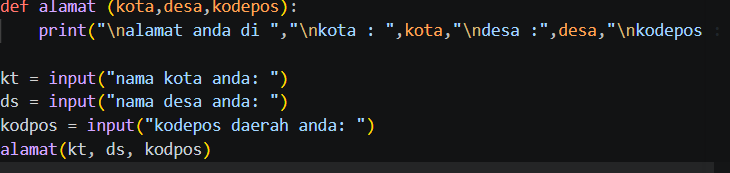 def alamat (kota,desa,kodepos):
    print("\nalamat anda di ","\nkota : ",kota,"\ndesa :",desa,"\nkodepos :
kt = input("nama kota anda: ")
ds = input("nama desa anda: ")
kodpos = input("kodepos daerah anda: ")
alamat(kt, ds, kodpos)